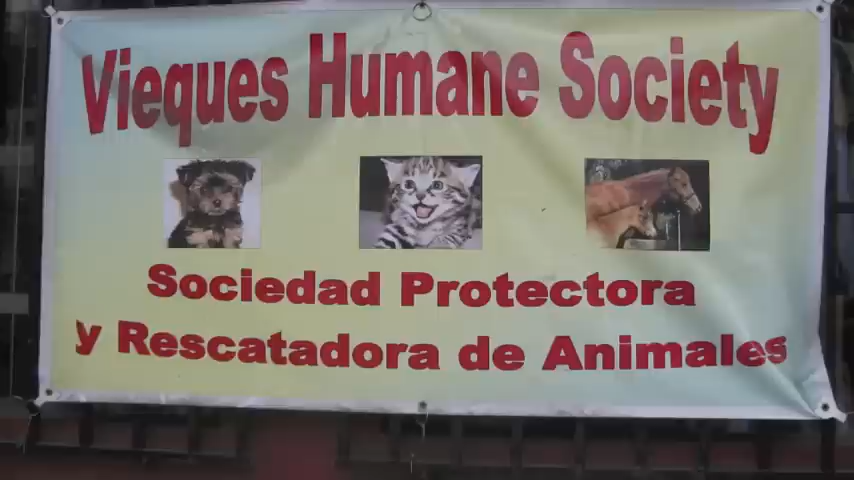 Vieques Humane Society
Sociedad Protectora
y Rescatadora de Animales